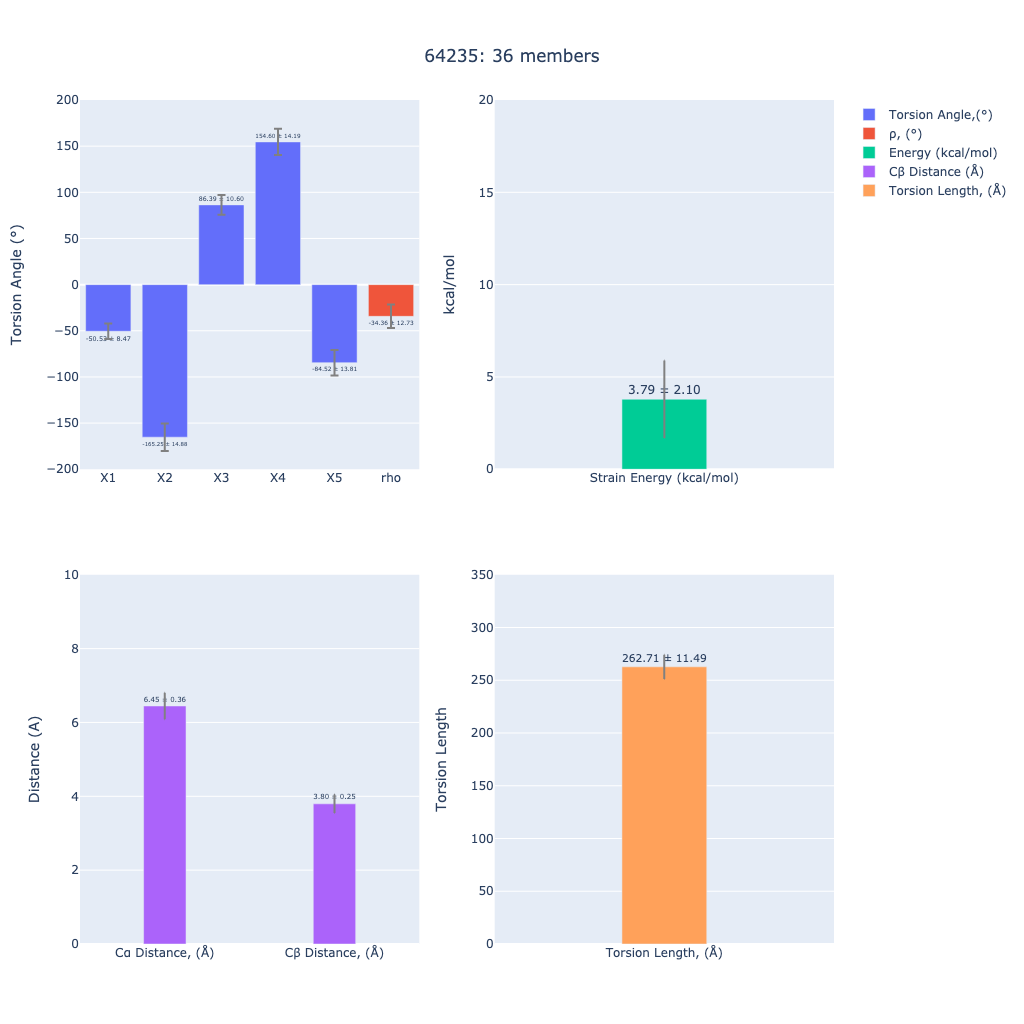 64235: 36 members
Torsion Angle (°)
200
150
100
50
0
−50
−100
−150
−200
154.60 ± 14.19
86.39 ± 10.60
-34.36 ± 12.73
-84.52 ± 13.81
-165.25 ± 14.88
X1
X2
X3
X4
X5
rho
kcal/mol
20
15
10
5
0
3.79 ± 2.10
Strain Energy (kcal/mol)
Torsion Angle,(°)
ρ, (°)
Energy (kcal/mol)
Cβ Distance (Å)
Torsion Length, (Å)
Distance (A)
10
8
6
4
2
0
6.45 ± 0.36
3.80 ± 0.25
Cα Distance, (Å)
Cβ Distance, (Å)
Torsion Length
350
300
250
200
150
100
50
0
262.71 ± 11.49
Torsion Length, (Å)